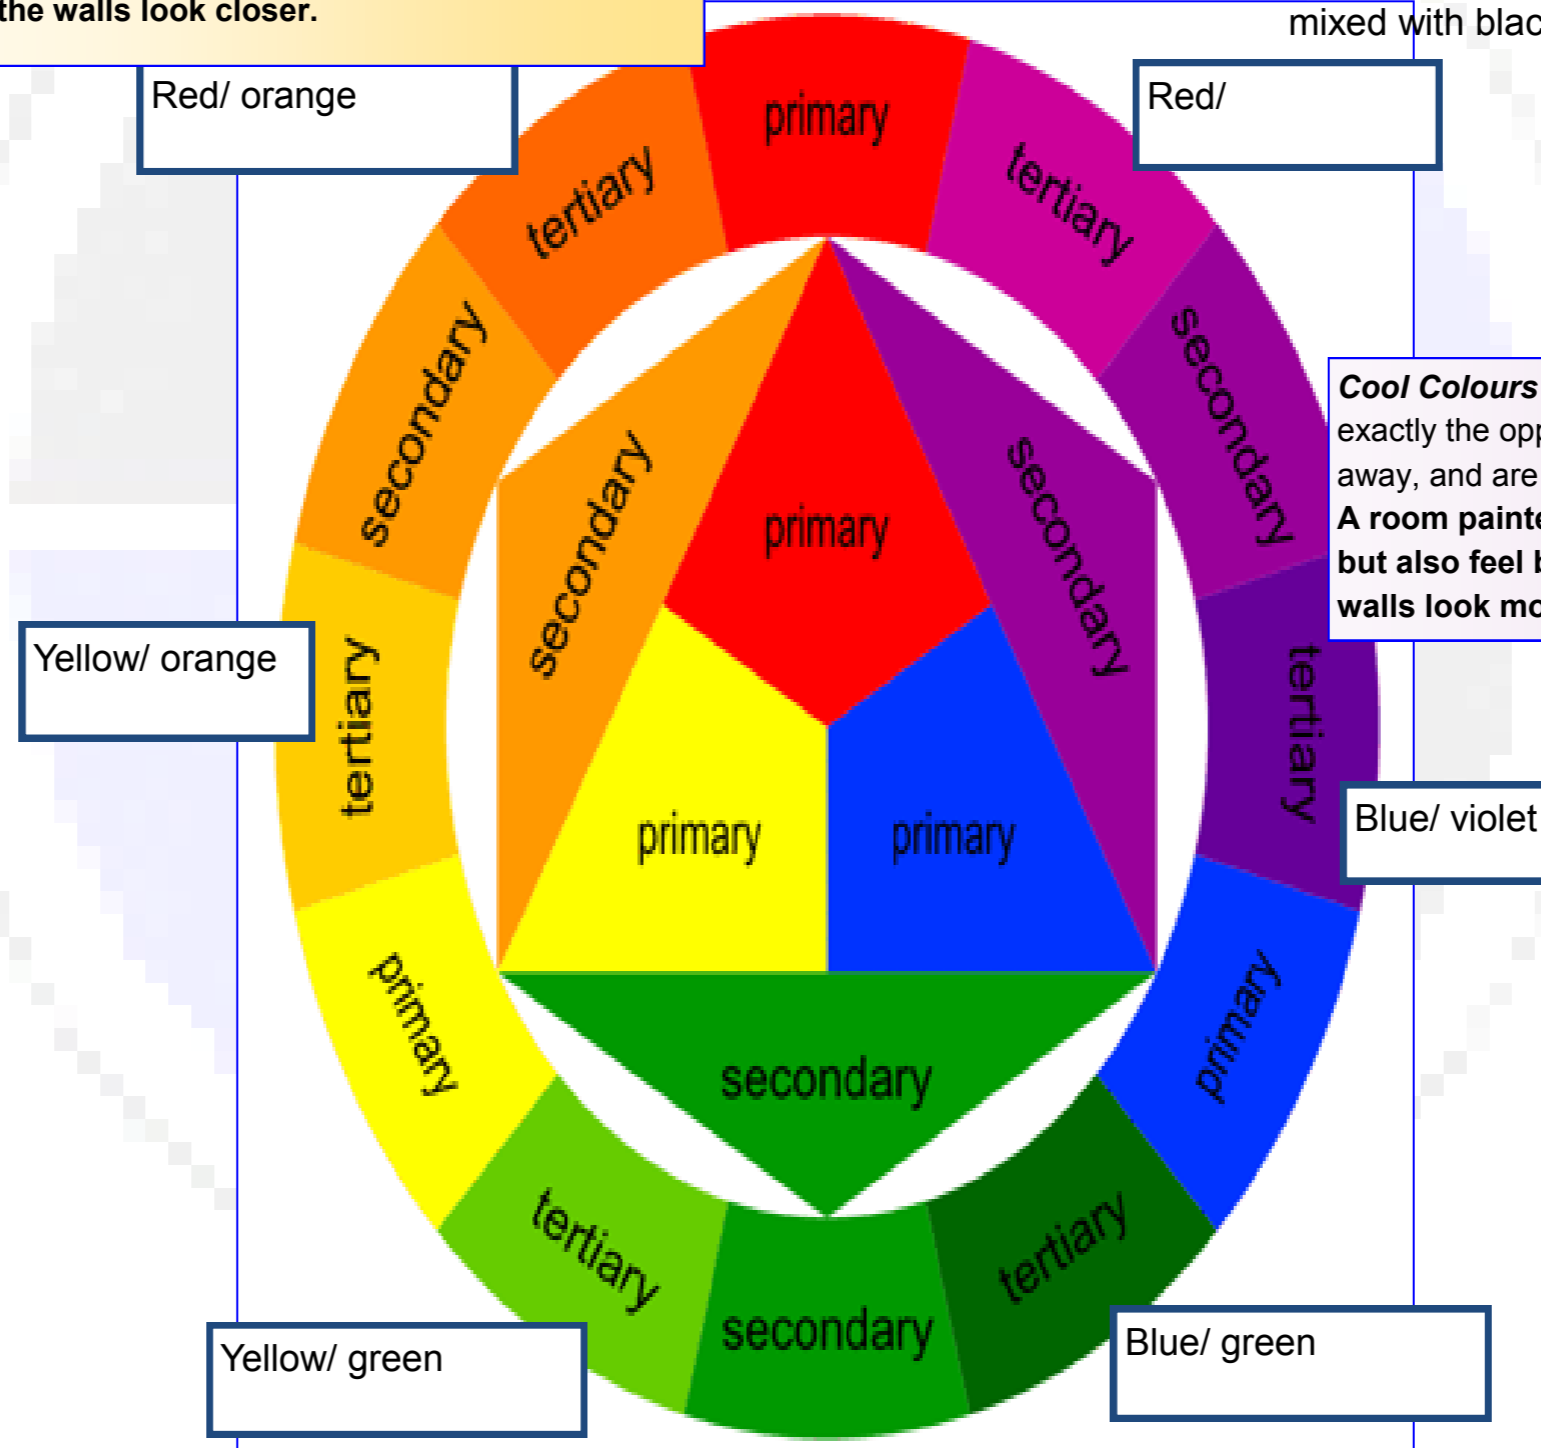 the walls look closer.
mixed with blac
Red/ orange
Red/
primary
tertiary
tertiary
secondary
secondary
Cool Colours
exactly the opp
away, and are
A room painte
but also feel b
walls look mo
secondary
primary
secondary
Yellow/ orange
tertiary
tertiary
Blue/ violet
primary
primary
primary
primary
secondary
tertiary
tertiary
secondary
Yellow/ green
Blue/ green